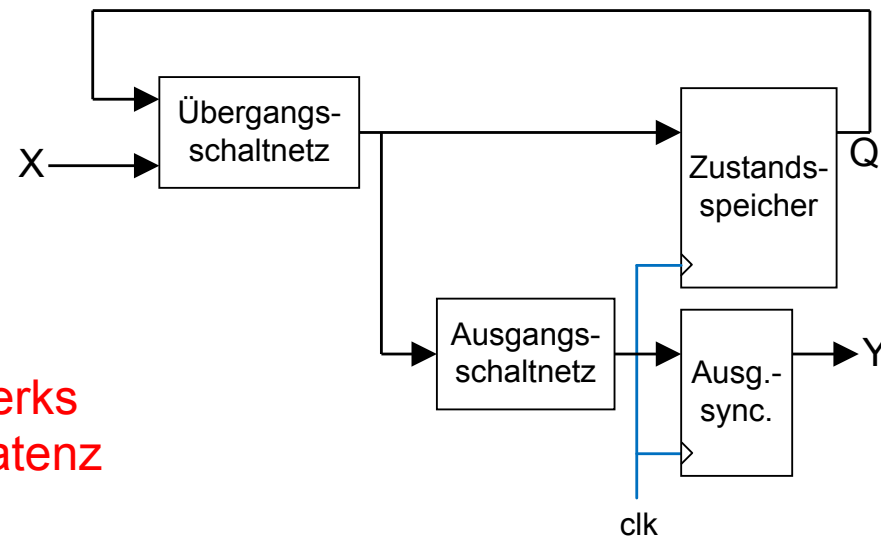 Übergangs-
schaltnetz
X
Q
Zustands-
speicher
Ausgangs-
schaltnetz
Ausg.-
sync.
Y
erks
atenz
clk